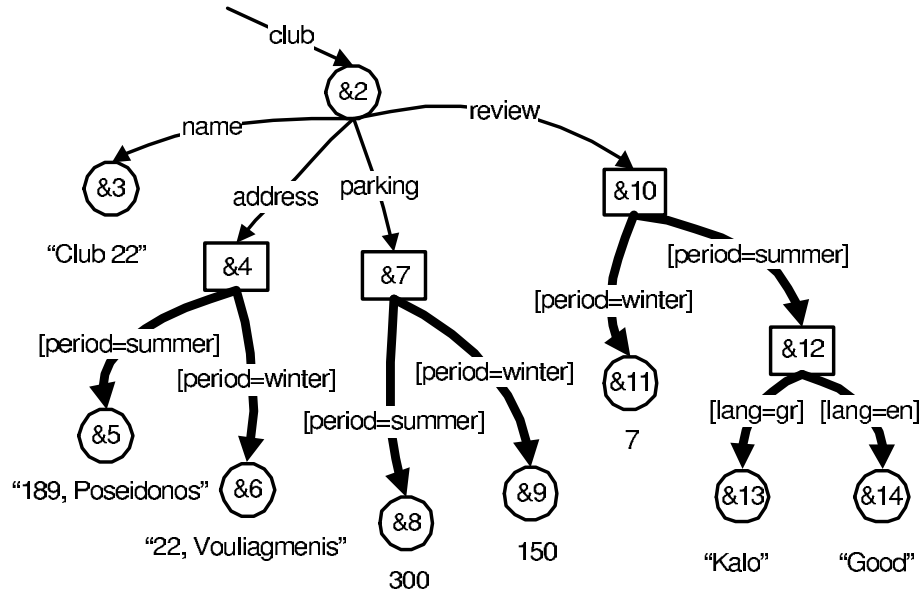 club
&2
name
review
&3
address
parking
&10
“Club 22”
&4
&7
[period=summer]
[period=winter]
[period=summer]
[period=winter]
[period=winter]
[period=summer]
&12
&11
[lang=gr]
[lang=en]
&5
7
“189, Poseidonos”
&6
&8
&9
&13
&14
“22, Vouliagmenis”
150
“Kalo”
“Good”
300